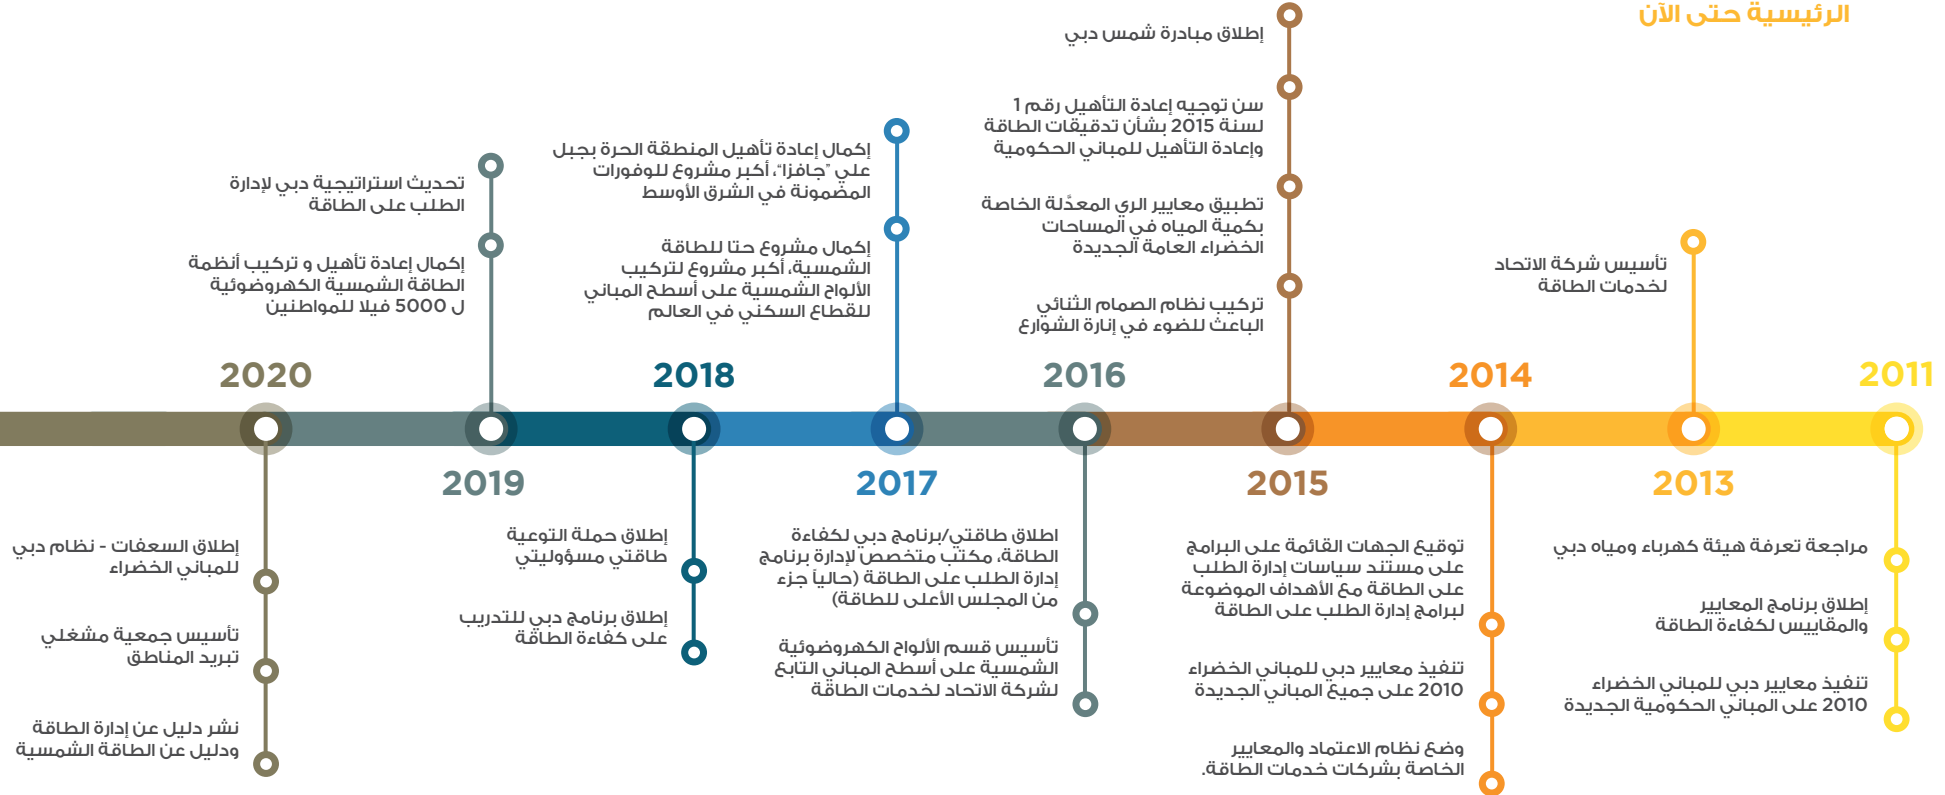 الرئيسية حتى الآن
2011
مراجعة تعرفة هيئة كهرباء ومياه دبي
إطلاق برنامج المعايير
والمقاييس لكفاءة الطاقة
تنفيذ معايير دبي للمباني الخضراء
2010 على المباني الحكومية الجديدة
تأسيس شركة الاتحاد
لخدمات الطاقة
2013
2014
توقيع الجهات القائمة على البرامج
على مستند سياسات إدارة الطلب
على الطاقة مع الأهداف الموضوعة
لبرامج إدارة الطلب على الطاقة
تنفيذ معايير دبي للمباني الخضراء
2010 على جميع المباني الجديدة
وضع نظام الاعتماد والمعايير
الخاصة بشركات خدمات الطاقة.
إطلاق مبادرة شمس دبي
سن توجيه إعادة التأهيل رقم 1
لسنة 2015 بشأن تدقيقات الطاقة
وإعادة التأهيل للمباني الحكومية
تطبيق معايير الري المعدَّلة الخاصة
بكمية المياه في المساحات
الخضراء العامة الجديدة
تركيب نظام الصمام الثنائي
الباعث للضوء في إنارة الشوارع
2015
2016
اطلاق طاقتي/برنامج دبي لكفاءة
الطاقة، مكتب متخصص لإدارة برنامج
إدارة الطلب على الطاقة (حالياً جزء
من المجلس الأعلى للطاقة)
تأسيس قسم الألواح الكهروضوئية
الشمسية على أسطح المباني التابع
لشركة الاتحاد لخدمات الطاقة
إكمال إعادة تأهيل المنطقة الحرة بجبل
علي "جافزا"، أكبر مشروع للوفورات
المضمونة في الشرق الأوسط
إكمال مشروع حتا للطاقة
الشمسية، أكبر مشروع لتركيب
الألواح الشمسية على أسطح المباني
للقطاع السكني في العالم
2017
2018
إطلاق حملة التوعية
طاقتي مسؤوليتي
إطلاق برنامج دبي للتدريب
على كفاءة الطاقة
تحديث استراتيجية دبي لإدارة
الطلب على الطاقة
إكمال إعادة تأهيل و تركيب أنظمة
الطاقة الشمسية الكهروضوئية
ل 5000 فيلا للمواطنين
2019
2020
إطلاق السعفات - نظام دبي
للمباني الخضراء
تأسيس جمعية مشغلي
تبريد المناطق
نشر دليل عن إدارة الطاقة
ودليل عن الطاقة الشمسية